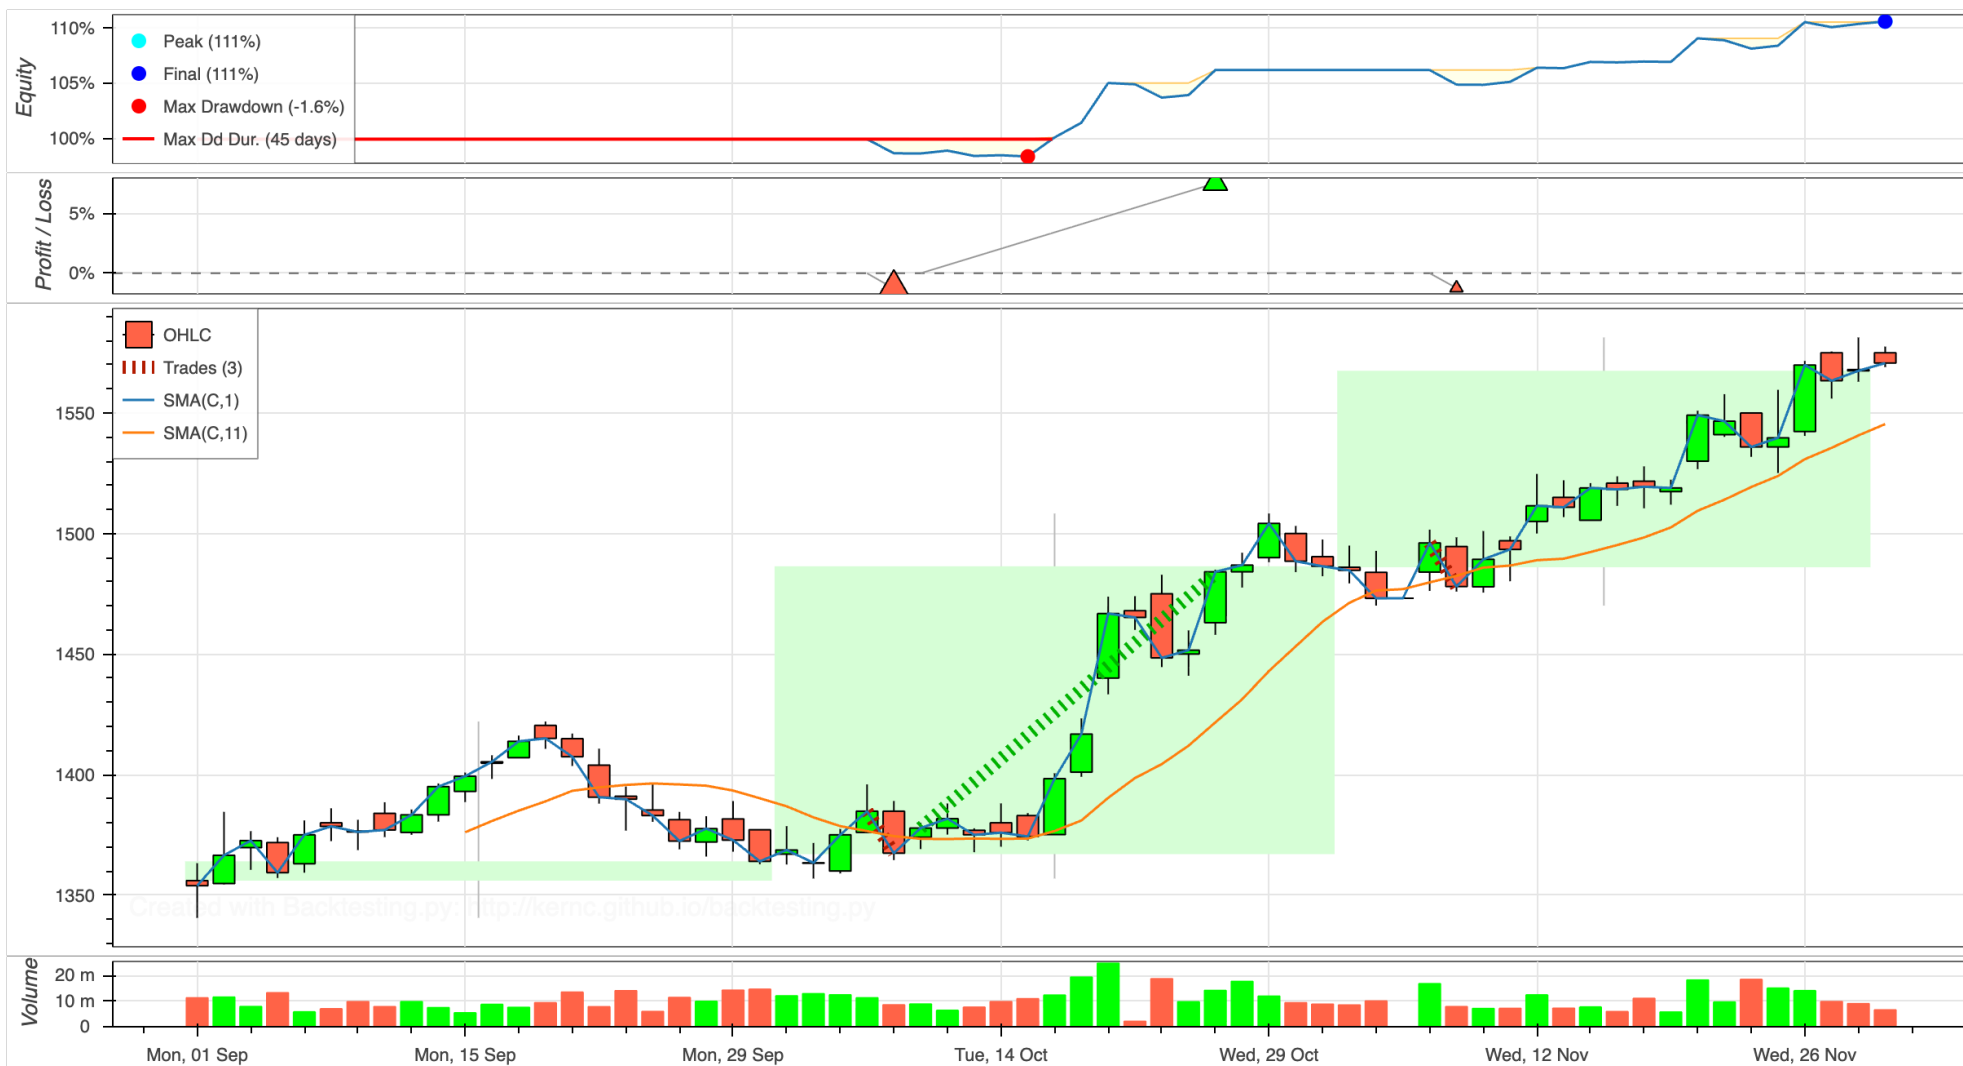 Equity
110%
105%
100%
Peak (111%)
Final (111%)
Max Drawdown (-1.6%)
Max Dd Dur. (45 days)
Profit / Loss
5%
0%
OHLC
Trades (3)
SMA(C,1)
SMA(C,11)
1550
1500
1450
1400
1350
Created with Backtesting.py: http://kernc.github.io/backtesting.py
Volume
20 m
10 m
0
Mon, 01 Sep
Mon, 15 Sep
Mon, 29 Sep
Tue, 14 Oct
Wed, 29 Oct
Wed, 12 Nov
Wed, 26 Nov